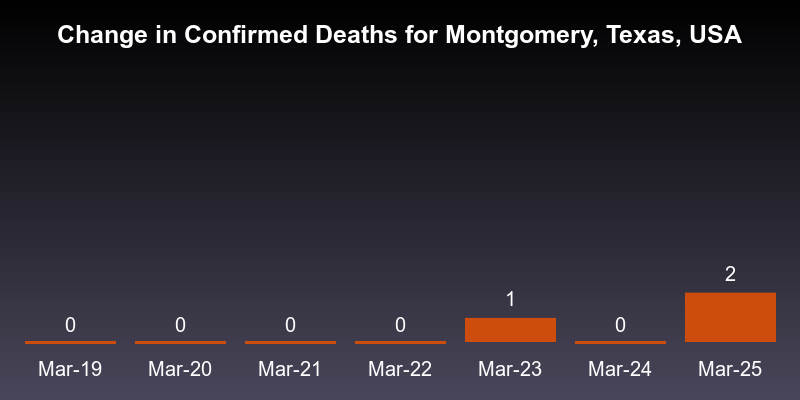 Change in Confirmed Deaths for Montgomery, Texas, USA
0 0 0 0 1 0 2
Mar-19 Mar-20 Mar-21 Mar-22 Mar-23 Mar-24 Mar-25